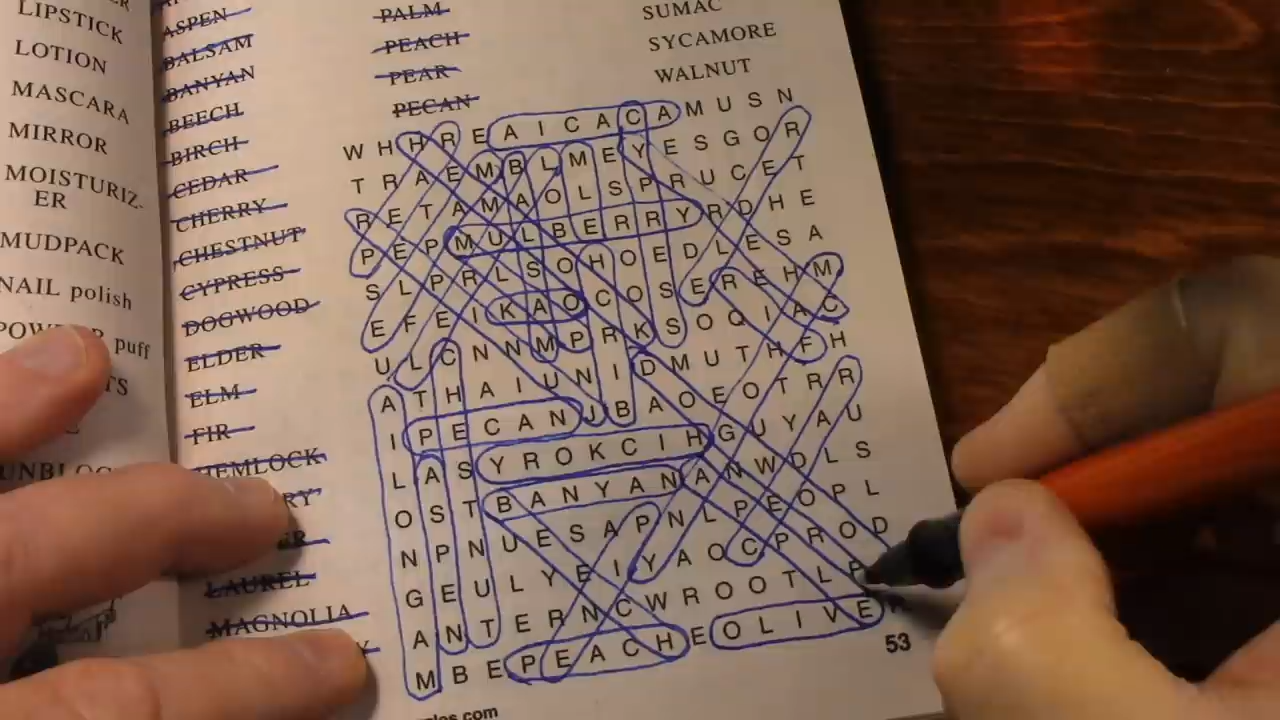 LIPSTICK
LOTION
MASCARA
MIRROR
MOISTURIZ-
ER
MUDPACK
NAIL polish
puff
ASPEN
BALSAM
BANYAN
BEECH
BIRCH
CEDAR
CHERRY
CHESTNUT
CYPRESS
DOGWOOD
ELDER
ELM
FIR
HEMLOCK
LAUREL
MAGNOLIA
PALM
PEACH
PEAR
PECAN
SUMAC
SYCAMORE
WALNUT
W H H R E A I C A C A M U S N
T R A E M B L M E Y E S G O R
R E T A M A O L S P R U C E T
P E P M U L B E R R Y R D H E
S L P R L S O H O E D L E S A
E F E I K A O C O S E R E H M
U L C N N M P R K S O Q I A C
A T H A I U N I D M U T H F H
I P E C A N J B A O E O T R R
L A S Y R O K C I H G U Y A U
O S T B A N Y A N A N W D L S
N P N U E S A P N L P E O P L
G E U L Y E I Y A O C P R O D
A N T E R N C W R O O T L P
M B E P E A C H E O L I V E
53